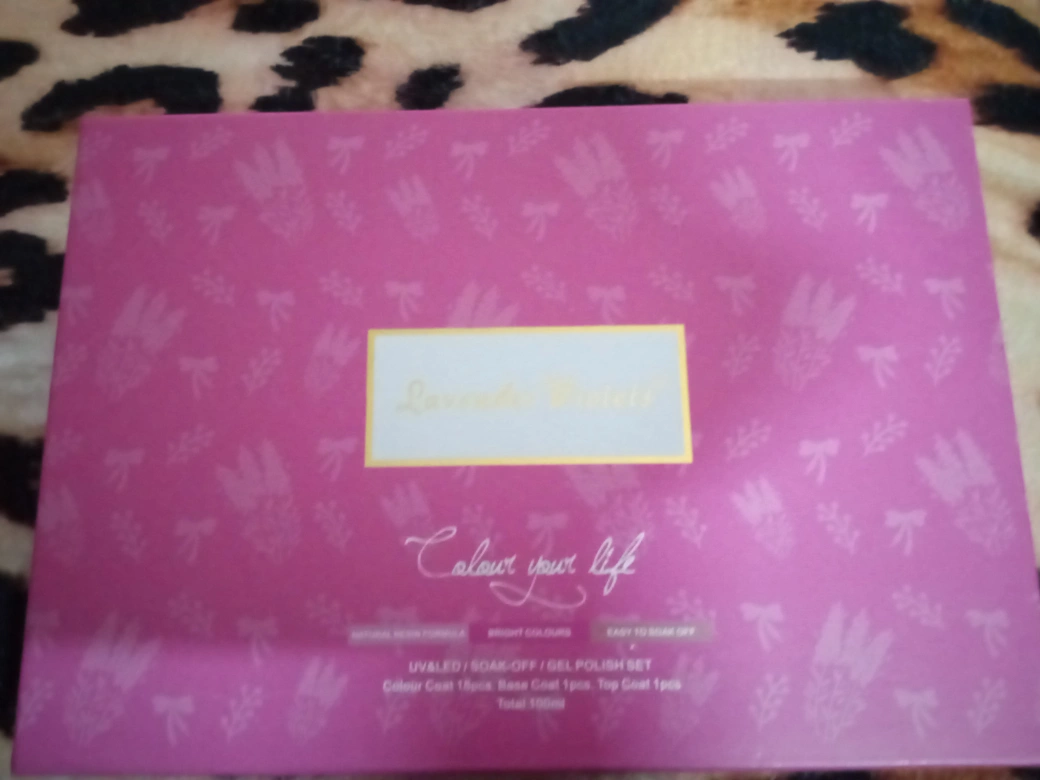 Lavender Violets
Colour your life
NATURAL RESIN FORMULA BRIGHT COLOURS EASY TO SOAK OFF
UV&LED / SOAK-OFF / GEL POLISH SET
Colour Coat 18pcs. Base Coat 1pcs. Top Coat 1pcs
Total 100ml